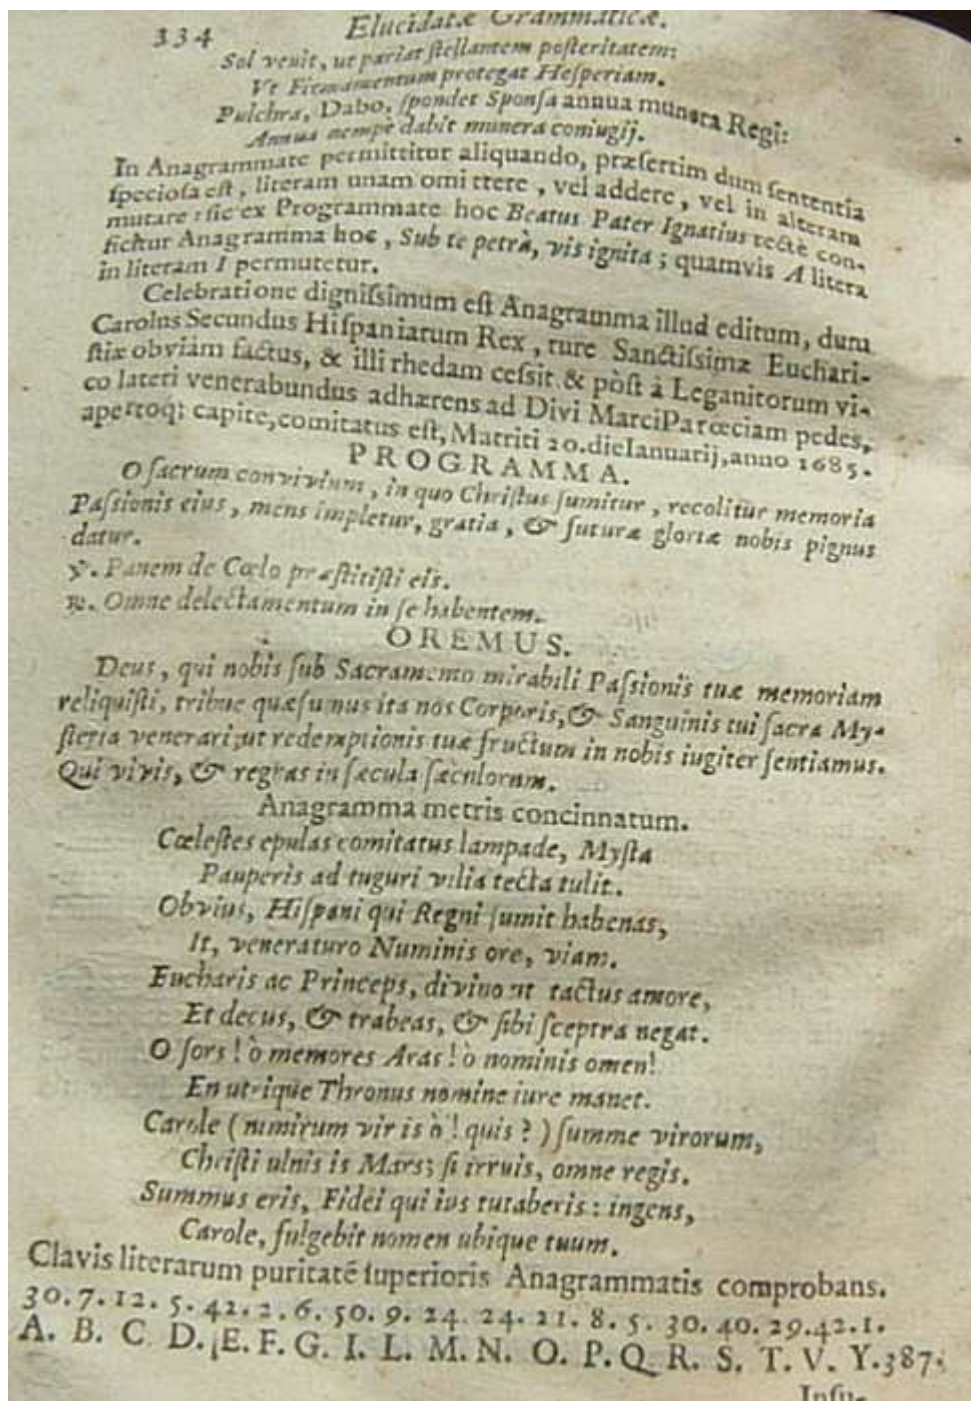 334 Elucidatæ Grammaticæ.
Sol venit, ut pariat ſtellantem poſteritatem:
Vt Firmamentum protegat Heſperiam.
Pulchra, Dabo, ſpondet Sponſa annua munera Regi:
Annua nempè dabit munera coniugij.
In Anagrammate permittitur aliquando, præſertim dum ſententia
ſpecioſa eſt, literam unam omittere, vel addere, vel in alteram
mutare: ſic ex Programmate hoc Beatus Pater Ignatius rectè con-
ficitur Anagramma hoc, Sub te petrà, vis ignita; quamvis A litera
in literam I permutetur.
Celebratione digniſsimum eſt Anagramma illud editum, dum
Carolus Secundus Hiſpaniarum Rex, rure Sanctiſsimæ Euchari-
ſtiæ obviàm factus, & illi rhedam ceſsit & pòſt à Leganitorum vi-
co lateri venerabundus adhærens ad Divi Marci Parœciam pedes,
apertoq; capite, comitatus eſt, Matriti 20. die Ianuarij, anno 1685.
PROGRAMMA.
O ſacrum convivium, in quo Chriſtus ſumitur, recolitur memoria
Paſsionis eius, mens impletur, gratia, & futuræ gloriæ nobis pignus
datur.
℣. Panem de Cœlo præſtitiſti eis.
℟. Omne delectamentum in ſe habentem.
OREMUS.
Deus, qui nobis ſub Sacramento mirabili Paſsionis tuæ memoriam
reliquiſti, tribue quæſumus ita nos Corporis, & Sanguinis tui ſacra My-
ſteria venerari, ut redemptionis tuæ fructum in nobis iugiter ſentiamus.
Qui vivis, & regnas in ſæcula ſæculorum.
Anagramma metris concinnatum.
Cœleſtes epulas comitatus lampade, Myſta
Pauperis ad tuguri vilia tecta tulit.
Obvius, Hiſpani qui Regni ſumit habenas,
It, veneraturo Numinis ore, viam.
Eucharis ac Princeps, divino ut tactus amore,
Et decus, & trabeas, & ſibi ſceptra negat.
O ſors! ò memores Aras! ò nominis omen!
En utrique Thronus nomine iure manet.
Carole (nimirum vir is ò! quis?) ſumme virorum,
Chriſti ulnis is Mars; ſi irruis, omne regis.
Summus eris, Fidei qui ius tutaberis: ingens,
Carole, fulgebit nomen ubique tuum.
Clavis literarum puritatē ſuperioris Anagrammatis comprobans.
30. 7. 12. 5. 42. 2. 6. 50. 9. 24. 24. 21. 8. 5. 30. 40. 29. 42. 1.
A. B. C D. E. F. G. I. L. M. N. O. P. Q R. S. T. V. Y. 387.
Inſu-